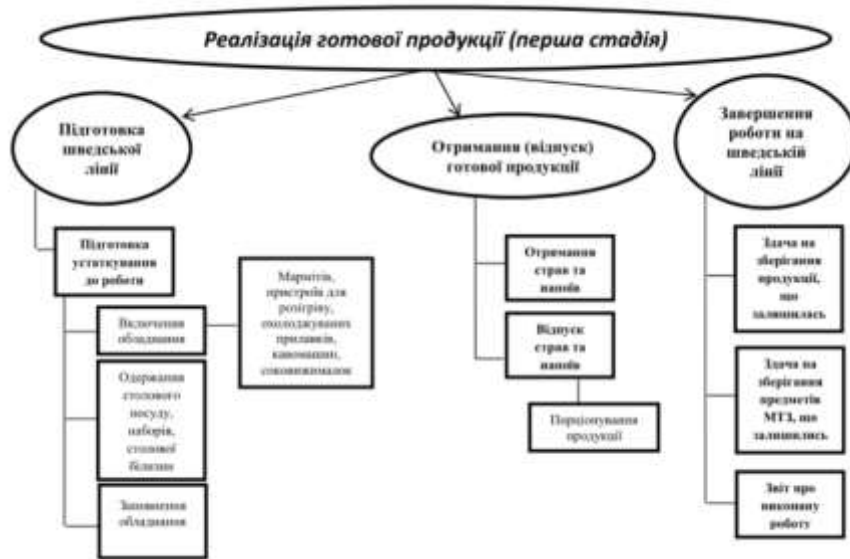 Реалізація готової продукції (перша стадія)
Підготовка
шведської
лінії
Отримання (відпуск)
готової продукції
Завершення
роботи на
шведській
лінії
Підготовка
устаткування
до роботи
Включення
обладнання
Мармітів,
пристроїв для
розігріву,
охолоджуваних
прилавків,
кавомашин,
соковижималок
Одержання
столового
посуду,
наборів,
столової
білизни
Заповнення
обладнання
Отримання
страв та
напоїв
Відпуск
страв та
напоїв
Порціонування
продукції
Здача на
зберігання
продукції,
що
залишилась
Здача на
зберігання
предметів
МТЗ, що
залишились
Звіт про
виконану
роботу